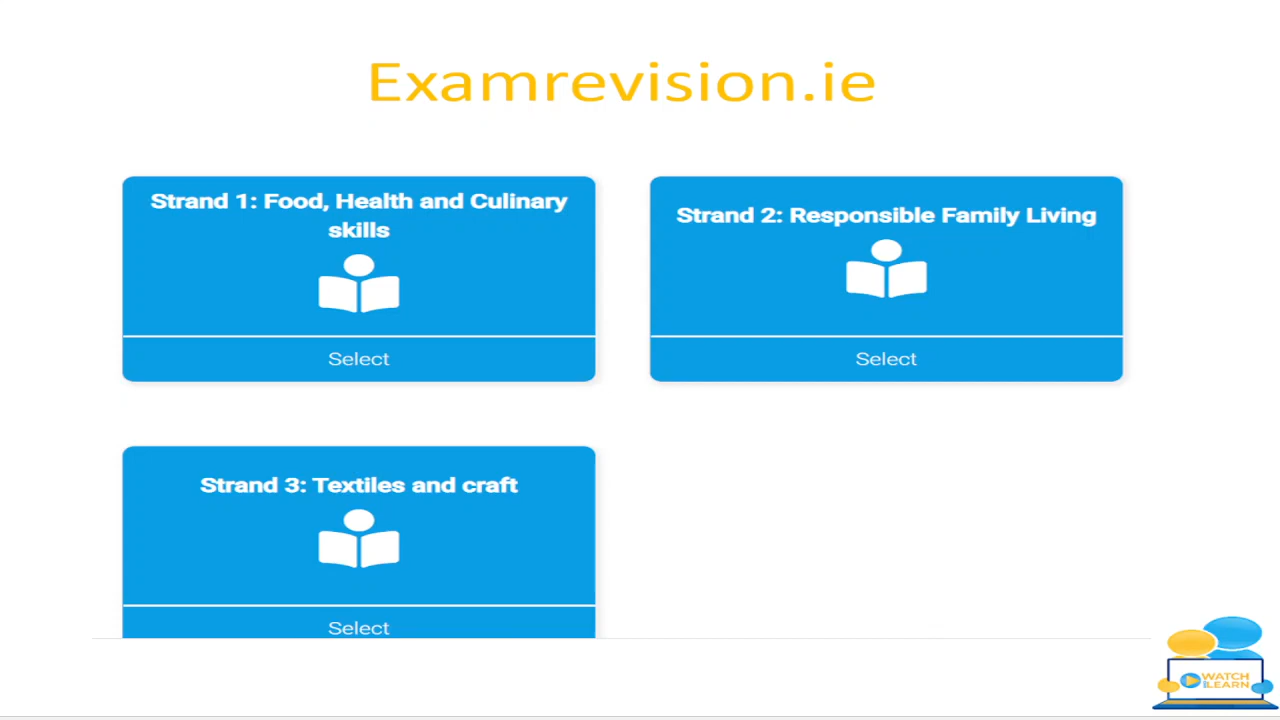 Examrevision.ie
Strand 1: Food, Health and Culinary
skills
Select
Strand 2: Responsible Family Living
Select
Strand 3: Textiles and craft
Select
WATCH
LEARN